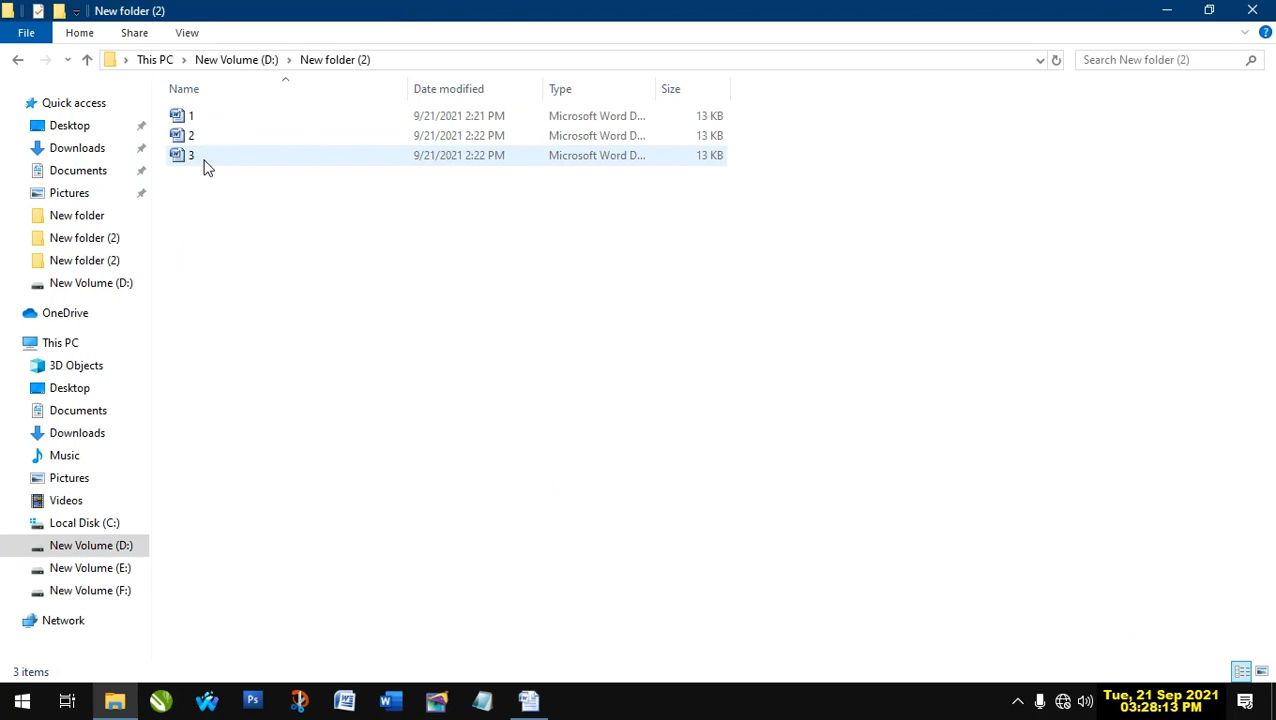 New folder (2)
File
Home
Share
View
This PC
New Volume (D:)
New folder (2)
Search New folder (2)
Name
Date modified
Type
Size
1
9/21/2021 2:21 PM
Microsoft Word D...
13 KB
2
9/21/2021 2:22 PM
Microsoft Word D...
13 KB
3
9/21/2021 2:22 PM
Microsoft Word D...
13 KB
Quick access
Desktop
Downloads
Documents
Pictures
New folder
New folder (2)
New folder (2)
New Volume (D:)
OneDrive
This PC
3D Objects
Desktop
Documents
Downloads
Music
Pictures
Videos
Local Disk (C:)
New Volume (D:)
New Volume (E:)
New Volume (F:)
Network
3 items
Ps
Tue, 21 Sep 2021
03:28:13 PM